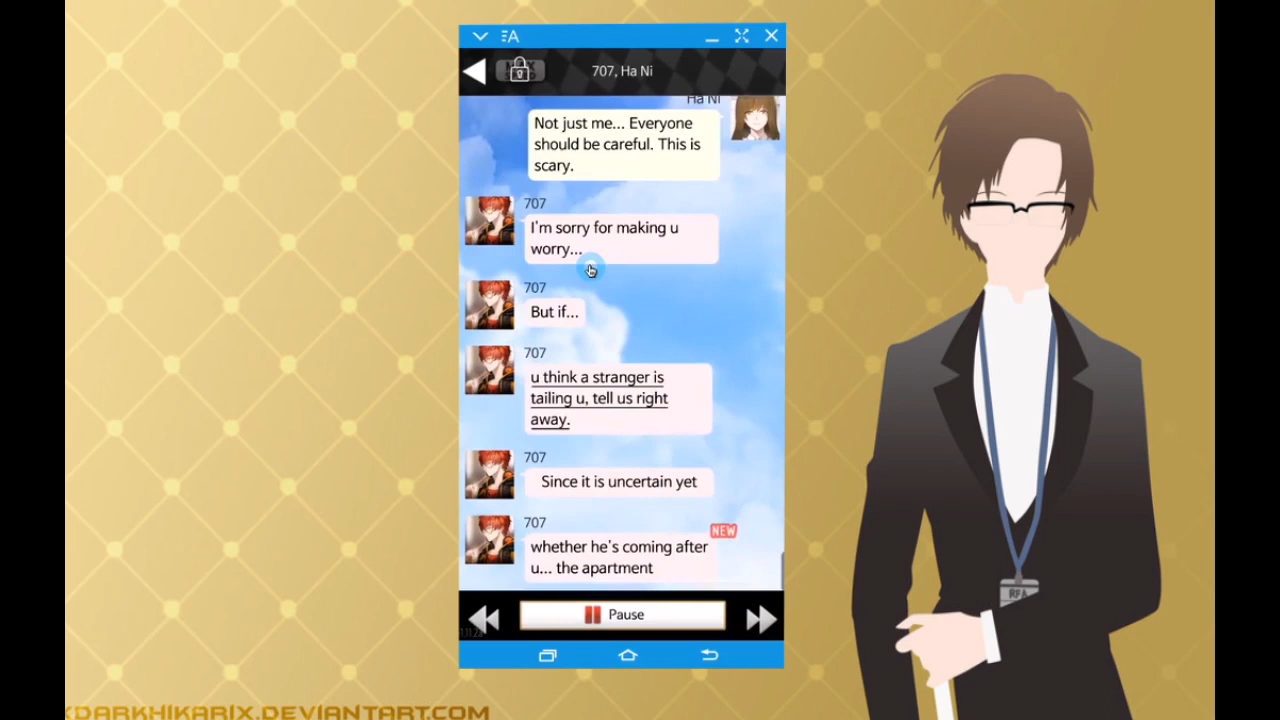 707, Ha Ni
Ha Ni
Not just me... Everyone
should be careful. This is
scary.
707
I'm sorry for making u
worry...
707
But if...
707
u think a stranger is
tailing u, tell us right
away.
707
Since it is uncertain yet
707
NEW
whether he's coming after
u... the apartment
Pause
RFA
XDARKHIKARIX.DEVIANTART.COM